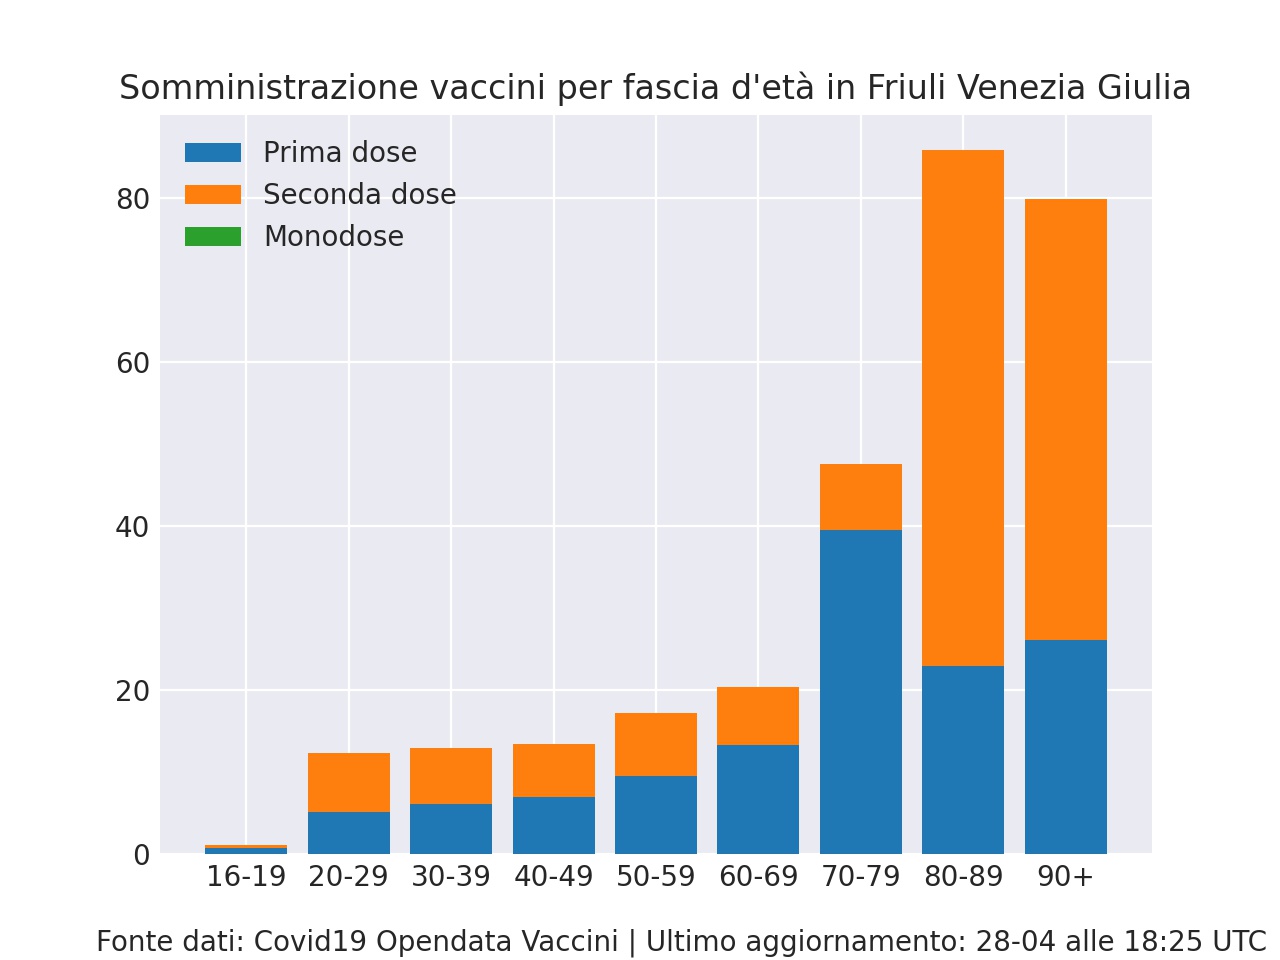 Somministrazione vaccini per fascia d'età in Friuli Venezia Giulia
Prima dose
Seconda dose
Monodose
80
60
40
20
0
16-19 20-29 30-39 40-49 50-59 60-69 70-79 80-89 90+
Fonte dati: Covid19 Opendata Vaccini | Ultimo aggiornamento: 28-04 alle 18:25 UTC